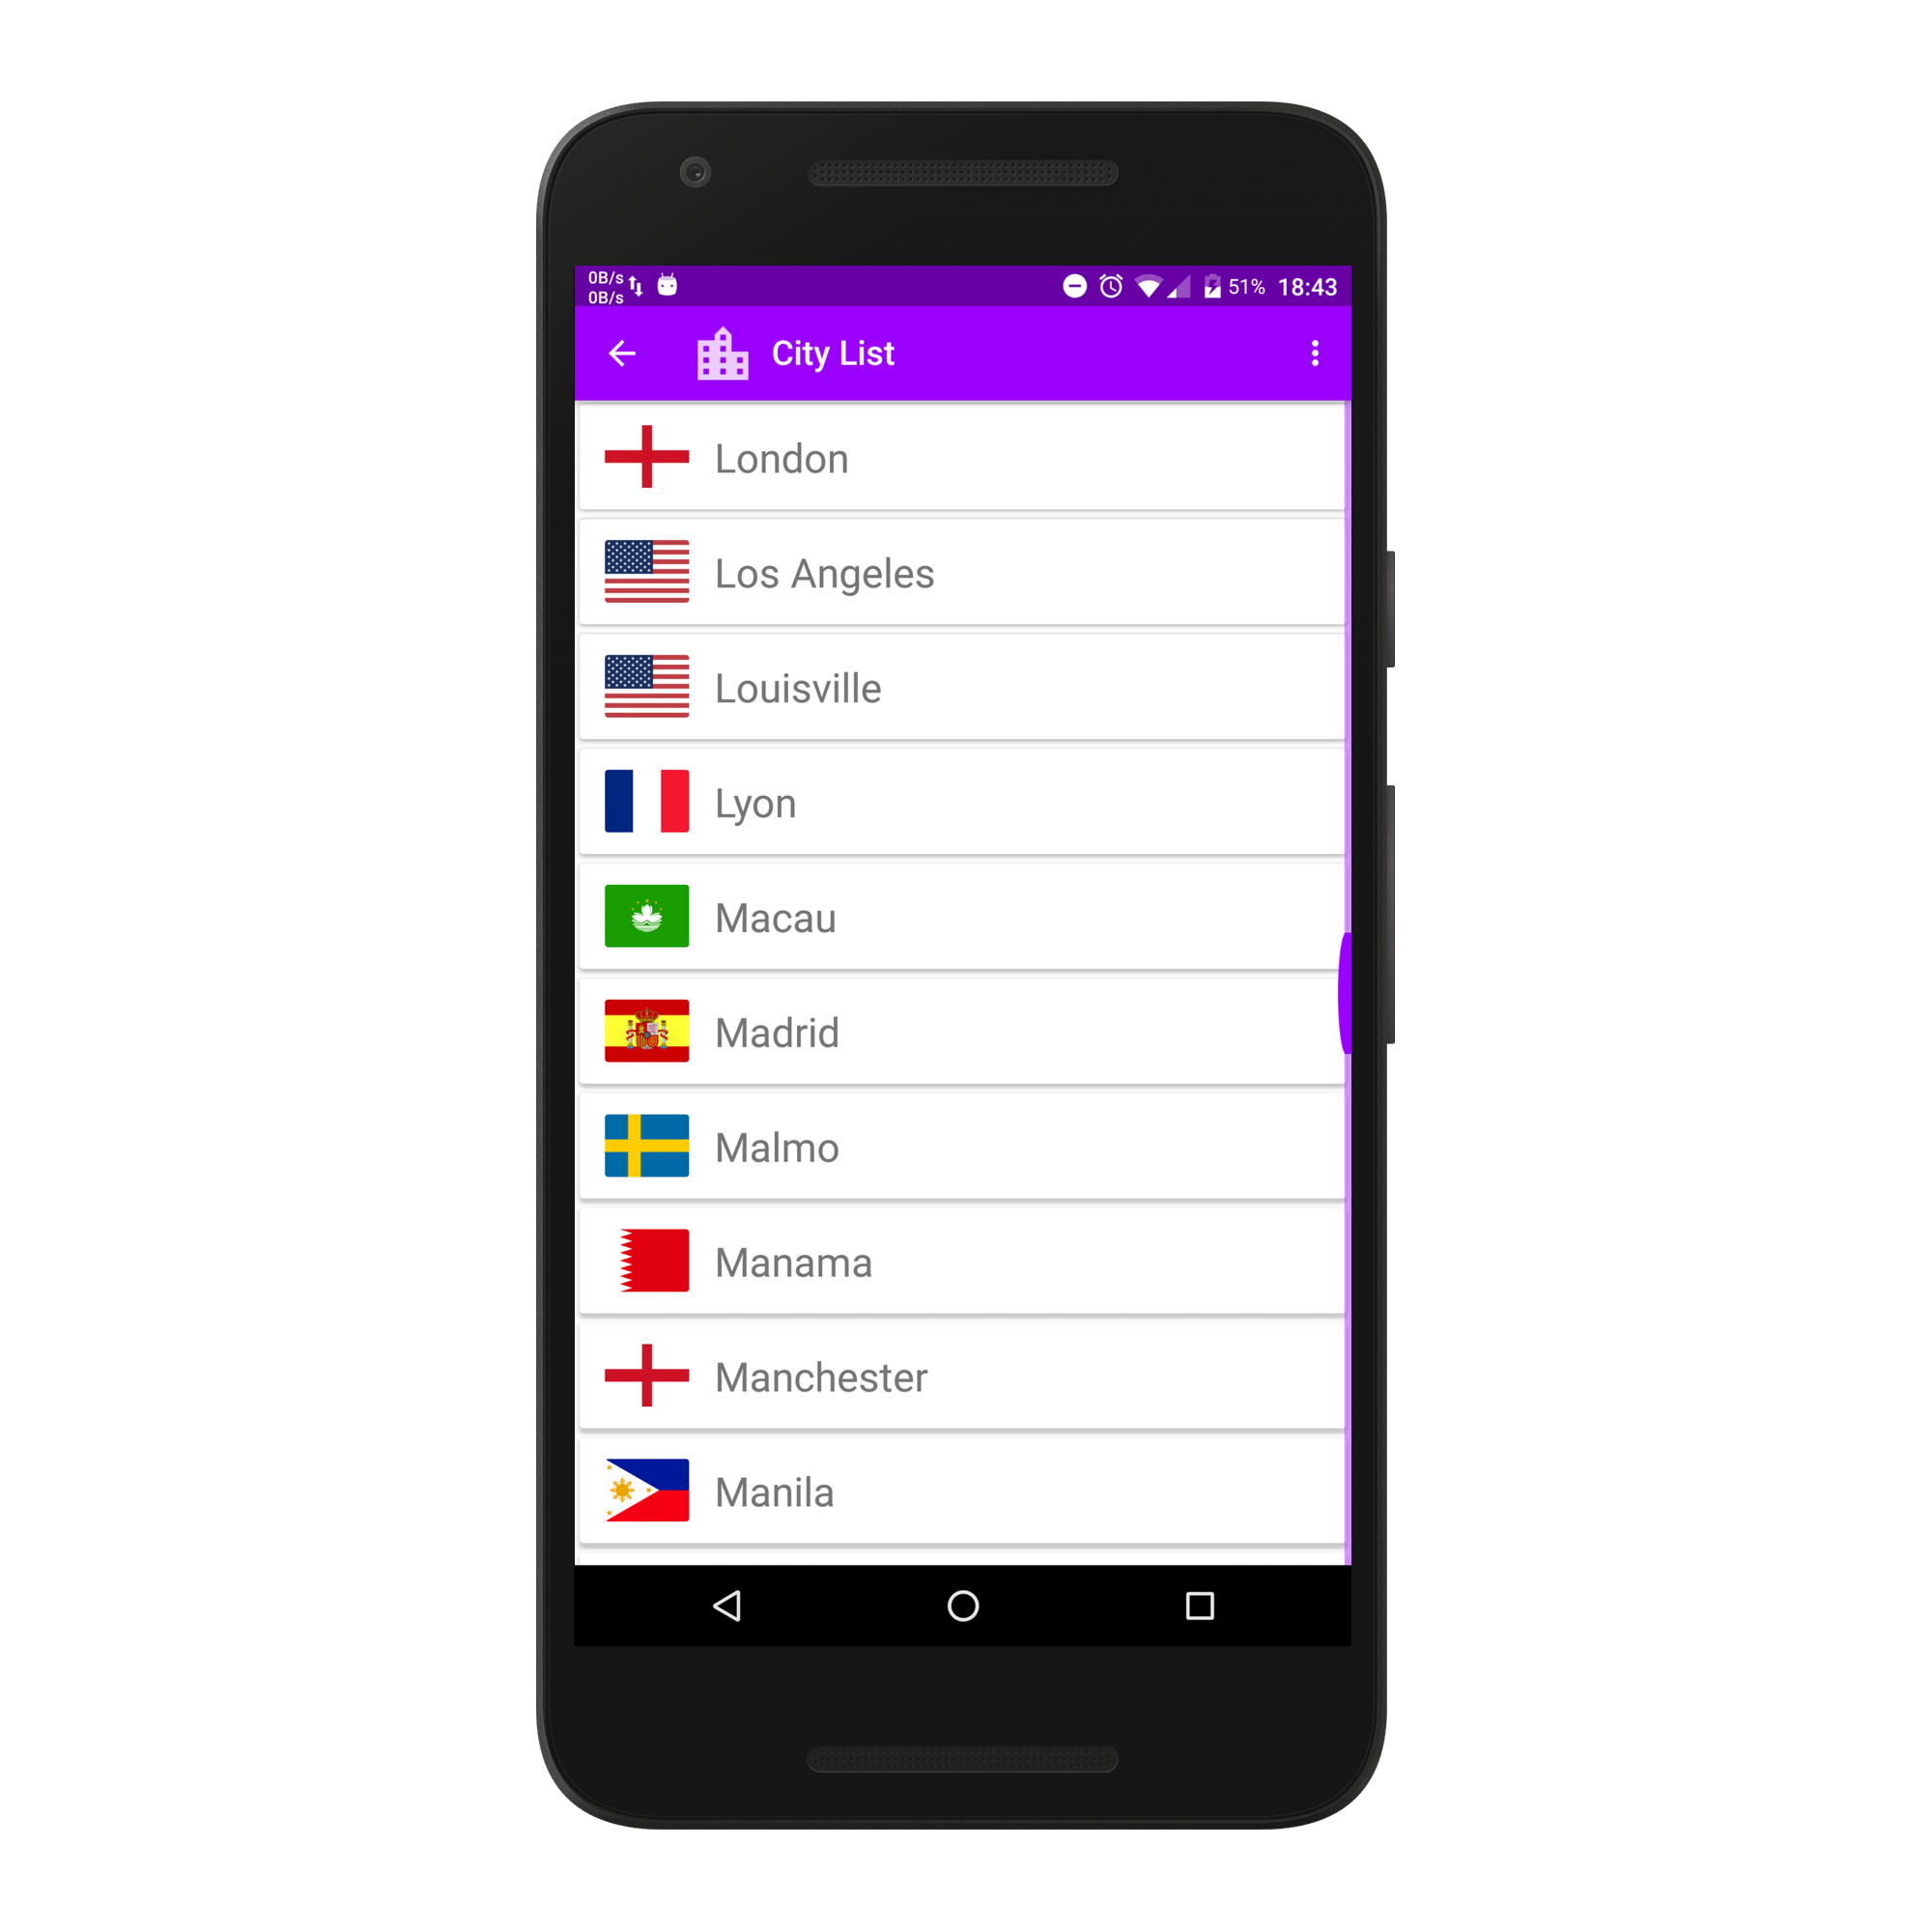 0B/s
0B/s
51% 18:43
City List
London
Los Angeles
Louisville
Lyon
Macau
Madrid
Malmo
Manama
Manchester
Manila